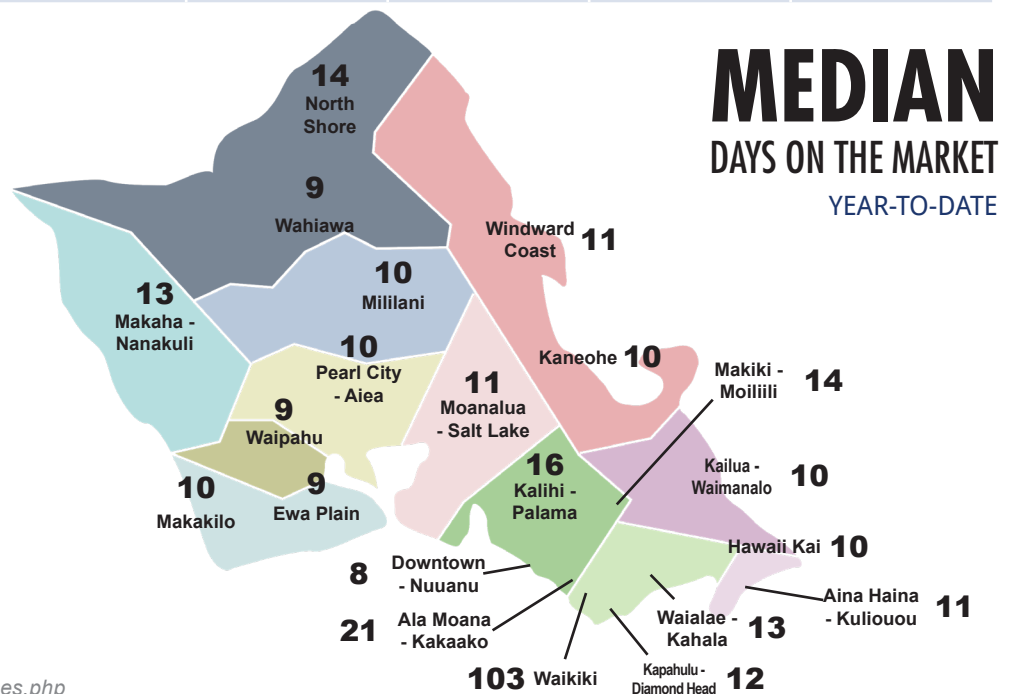 MEDIAN
DAYS ON THE MARKET
YEAR-TO-DATE
14
North
Shore
9
Wahiawa
Windward
Coast
11
10
Mililani
13
Makaha -
Nanakuli
10
Pearl City
- Aiea
Kaneohe 10
11
Moanalua
- Salt Lake
Makiki -
Moiliili
14
9
Waipahu
16
Kalihi -
Palama
Kailua -
Waimanalo
10
10
Makakilo
9
Ewa Plain
Hawaii Kai 10
8
Downtown
- Nuuanu
Aina Haina
- Kuliouou
11
21
Ala Moana
- Kakaako
Waialae -
Kahala
13
103 Waikiki
Kapahulu -
Diamond Head
12
es.php